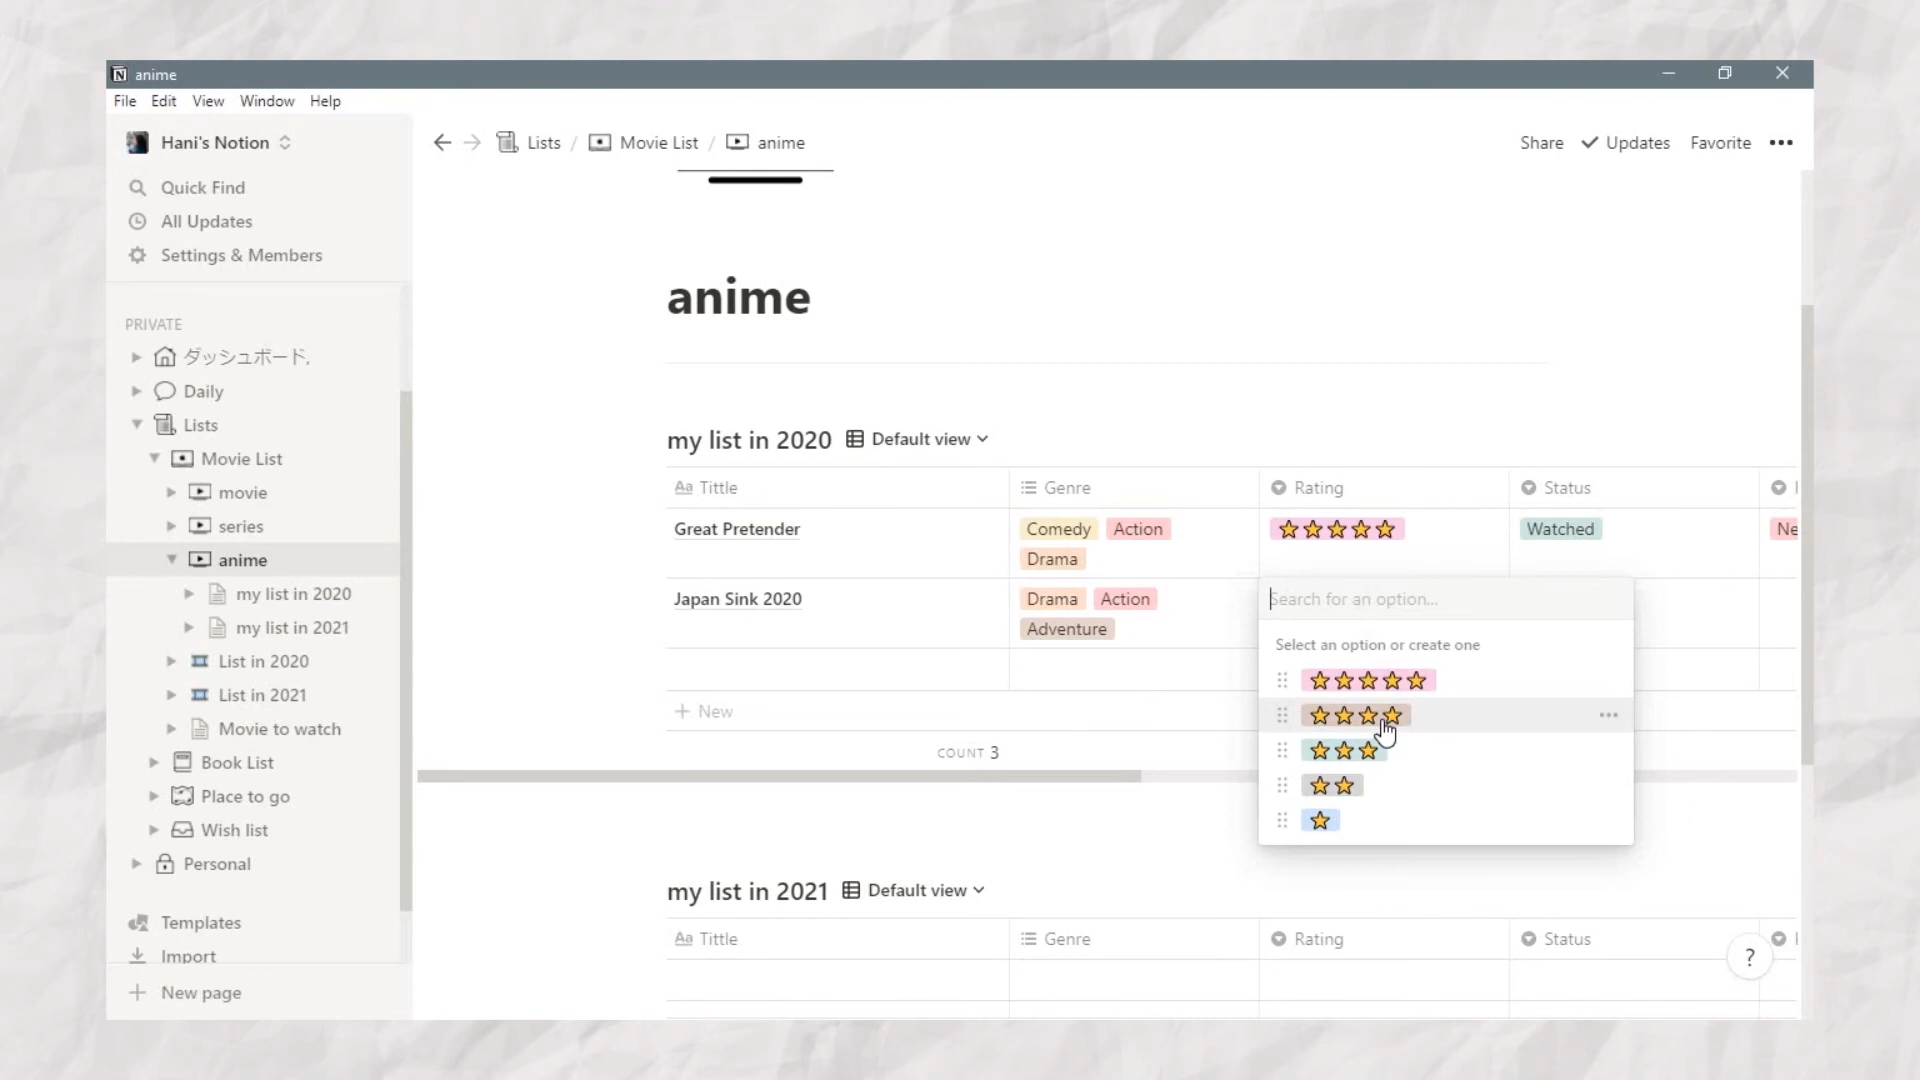 anime
File Edit View Window Help
Hani's Notion
Lists / Movie List / anime
Share Updates Favorite
Quick Find
All Updates
Settings & Members
PRIVATE
ダッシュボード,
Daily
Lists
Movie List
movie
series
anime
my list in 2020
my list in 2021
List in 2020
List in 2021
Movie to watch
Book List
Place to go
Wish list
Personal
Templates
Import
New page
anime
my list in 2020 Default view
Aa Tittle Genre Rating Status
Great Pretender Comedy Action Watched Ne
Drama
Japan Sink 2020 Drama Action
Adventure
Search for an option...
Select an option or create one
New
COUNT 3
my list in 2021 Default view
Aa Tittle Genre Rating Status
?